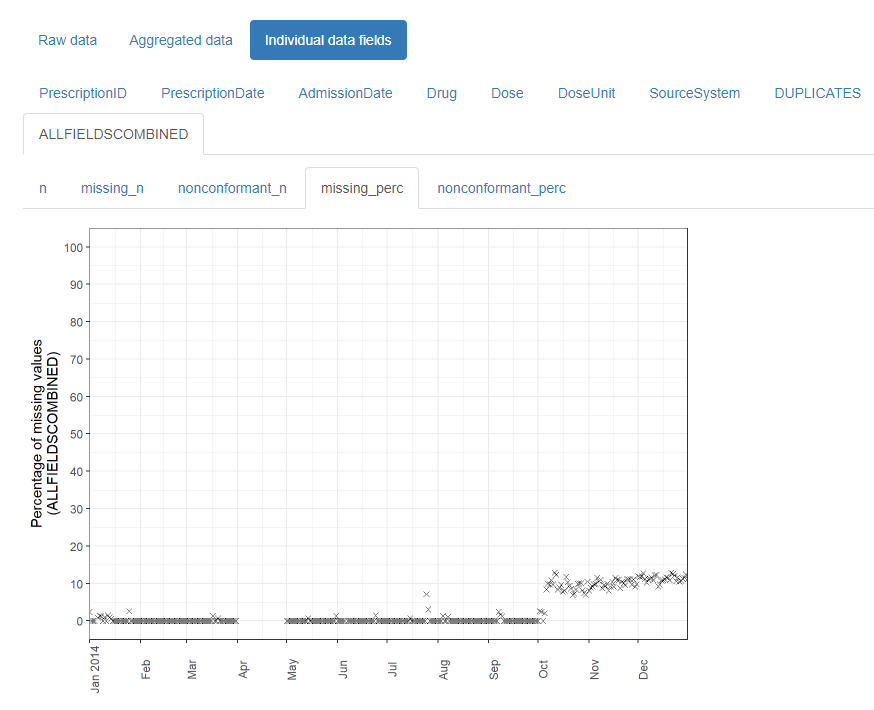 Raw data Aggregated data Individual data fields
PrescriptionID PrescriptionDate AdmissionDate Drug Dose DoseUnit SourceSystem DUPLICATES
ALLFIELDSCOMBINED
n missing_n nonconformant_n missing_perc nonconformant_perc
Percentage of missing values
(ALLFIELDSCOMBINED)
100
90
80
70
60
50
40
30
20
10
0
Jan 2014 Feb Mar Apr May Jun Jul Aug Sep Oct Nov Dec